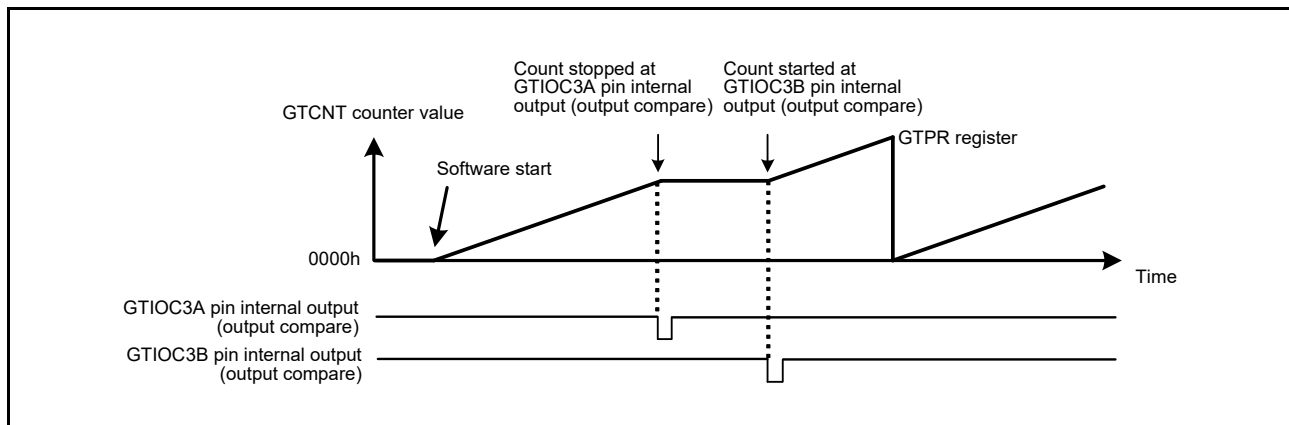 Count stopped at
GTIOC3A pin internal
output (output compare)
Count started at
GTIOC3B pin internal
output (output compare)
GTCNT counter value
GTPR register
Software start
0000h
Time
GTIOC3A pin internal output
(output compare)
GTIOC3B pin internal output
(output compare)